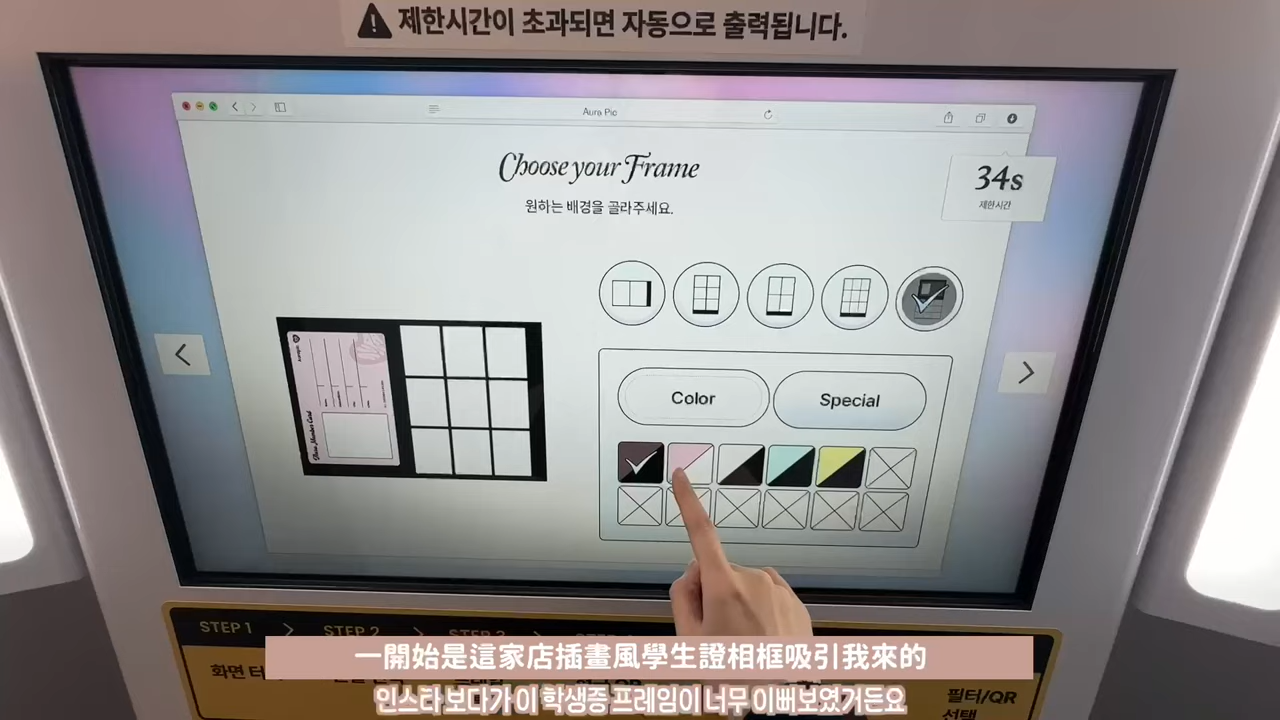 제한시간이 초과되면 자동으로 출력됩니다.
Aura Pic
Choose your Frame
원하는 배경을 골라주세요.
34s
제한시간
Color
Special
STEP 1
STEP 2
STEP 3
화면 터
필터/QR
선택
一開始是這家店插畫風學生證相框吸引我來的
인스타 보다가 이 학생증 프레임이 너무 이뻐보였거든요